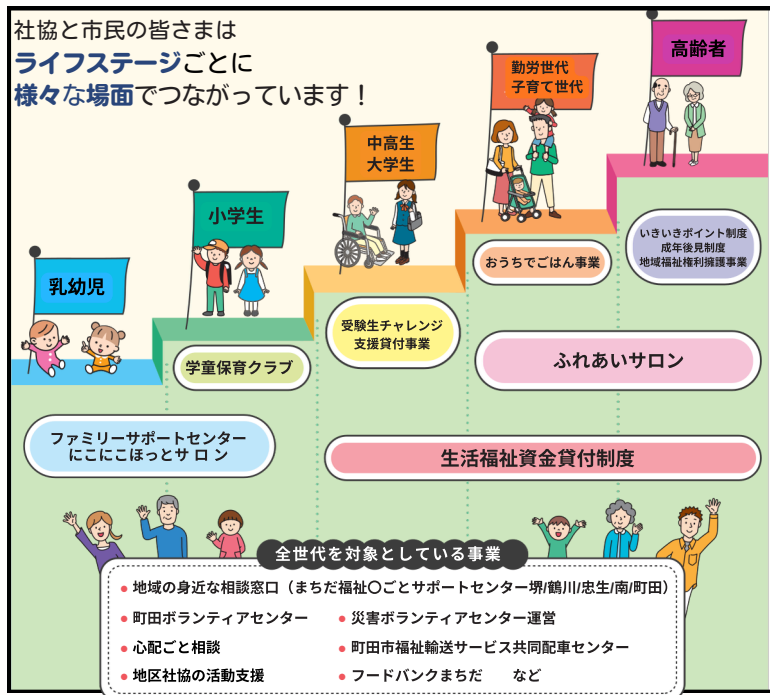 社協と市民の皆さまは
ライフステージごとに
様々な場面でつながっています！
高齢者
勤労世代
子育て世代
中高生
大学生
小学生
乳幼児
いきいきポイント制度
成年後見制度
地域福祉権利擁護事業
おうちでごはん事業
受験生チャレンジ
支援貸付事業
学童保育クラブ
ふれあいサロン
ファミリーサポートセンター
にこにこほっとサロン
生活福祉資金貸付制度
全世代を対象としている事業
● 地域の身近な相談窓口（まちだ福祉〇ごとサポートセンター堺/鶴川/忠生/南/町田）
● 町田ボランティアセンター
● 災害ボランティアセンター運営
● 心配ごと相談
● 町田市福祉輸送サービス共同配車センター
● 地区社協の活動支援
● フードバンクまちだ　　など